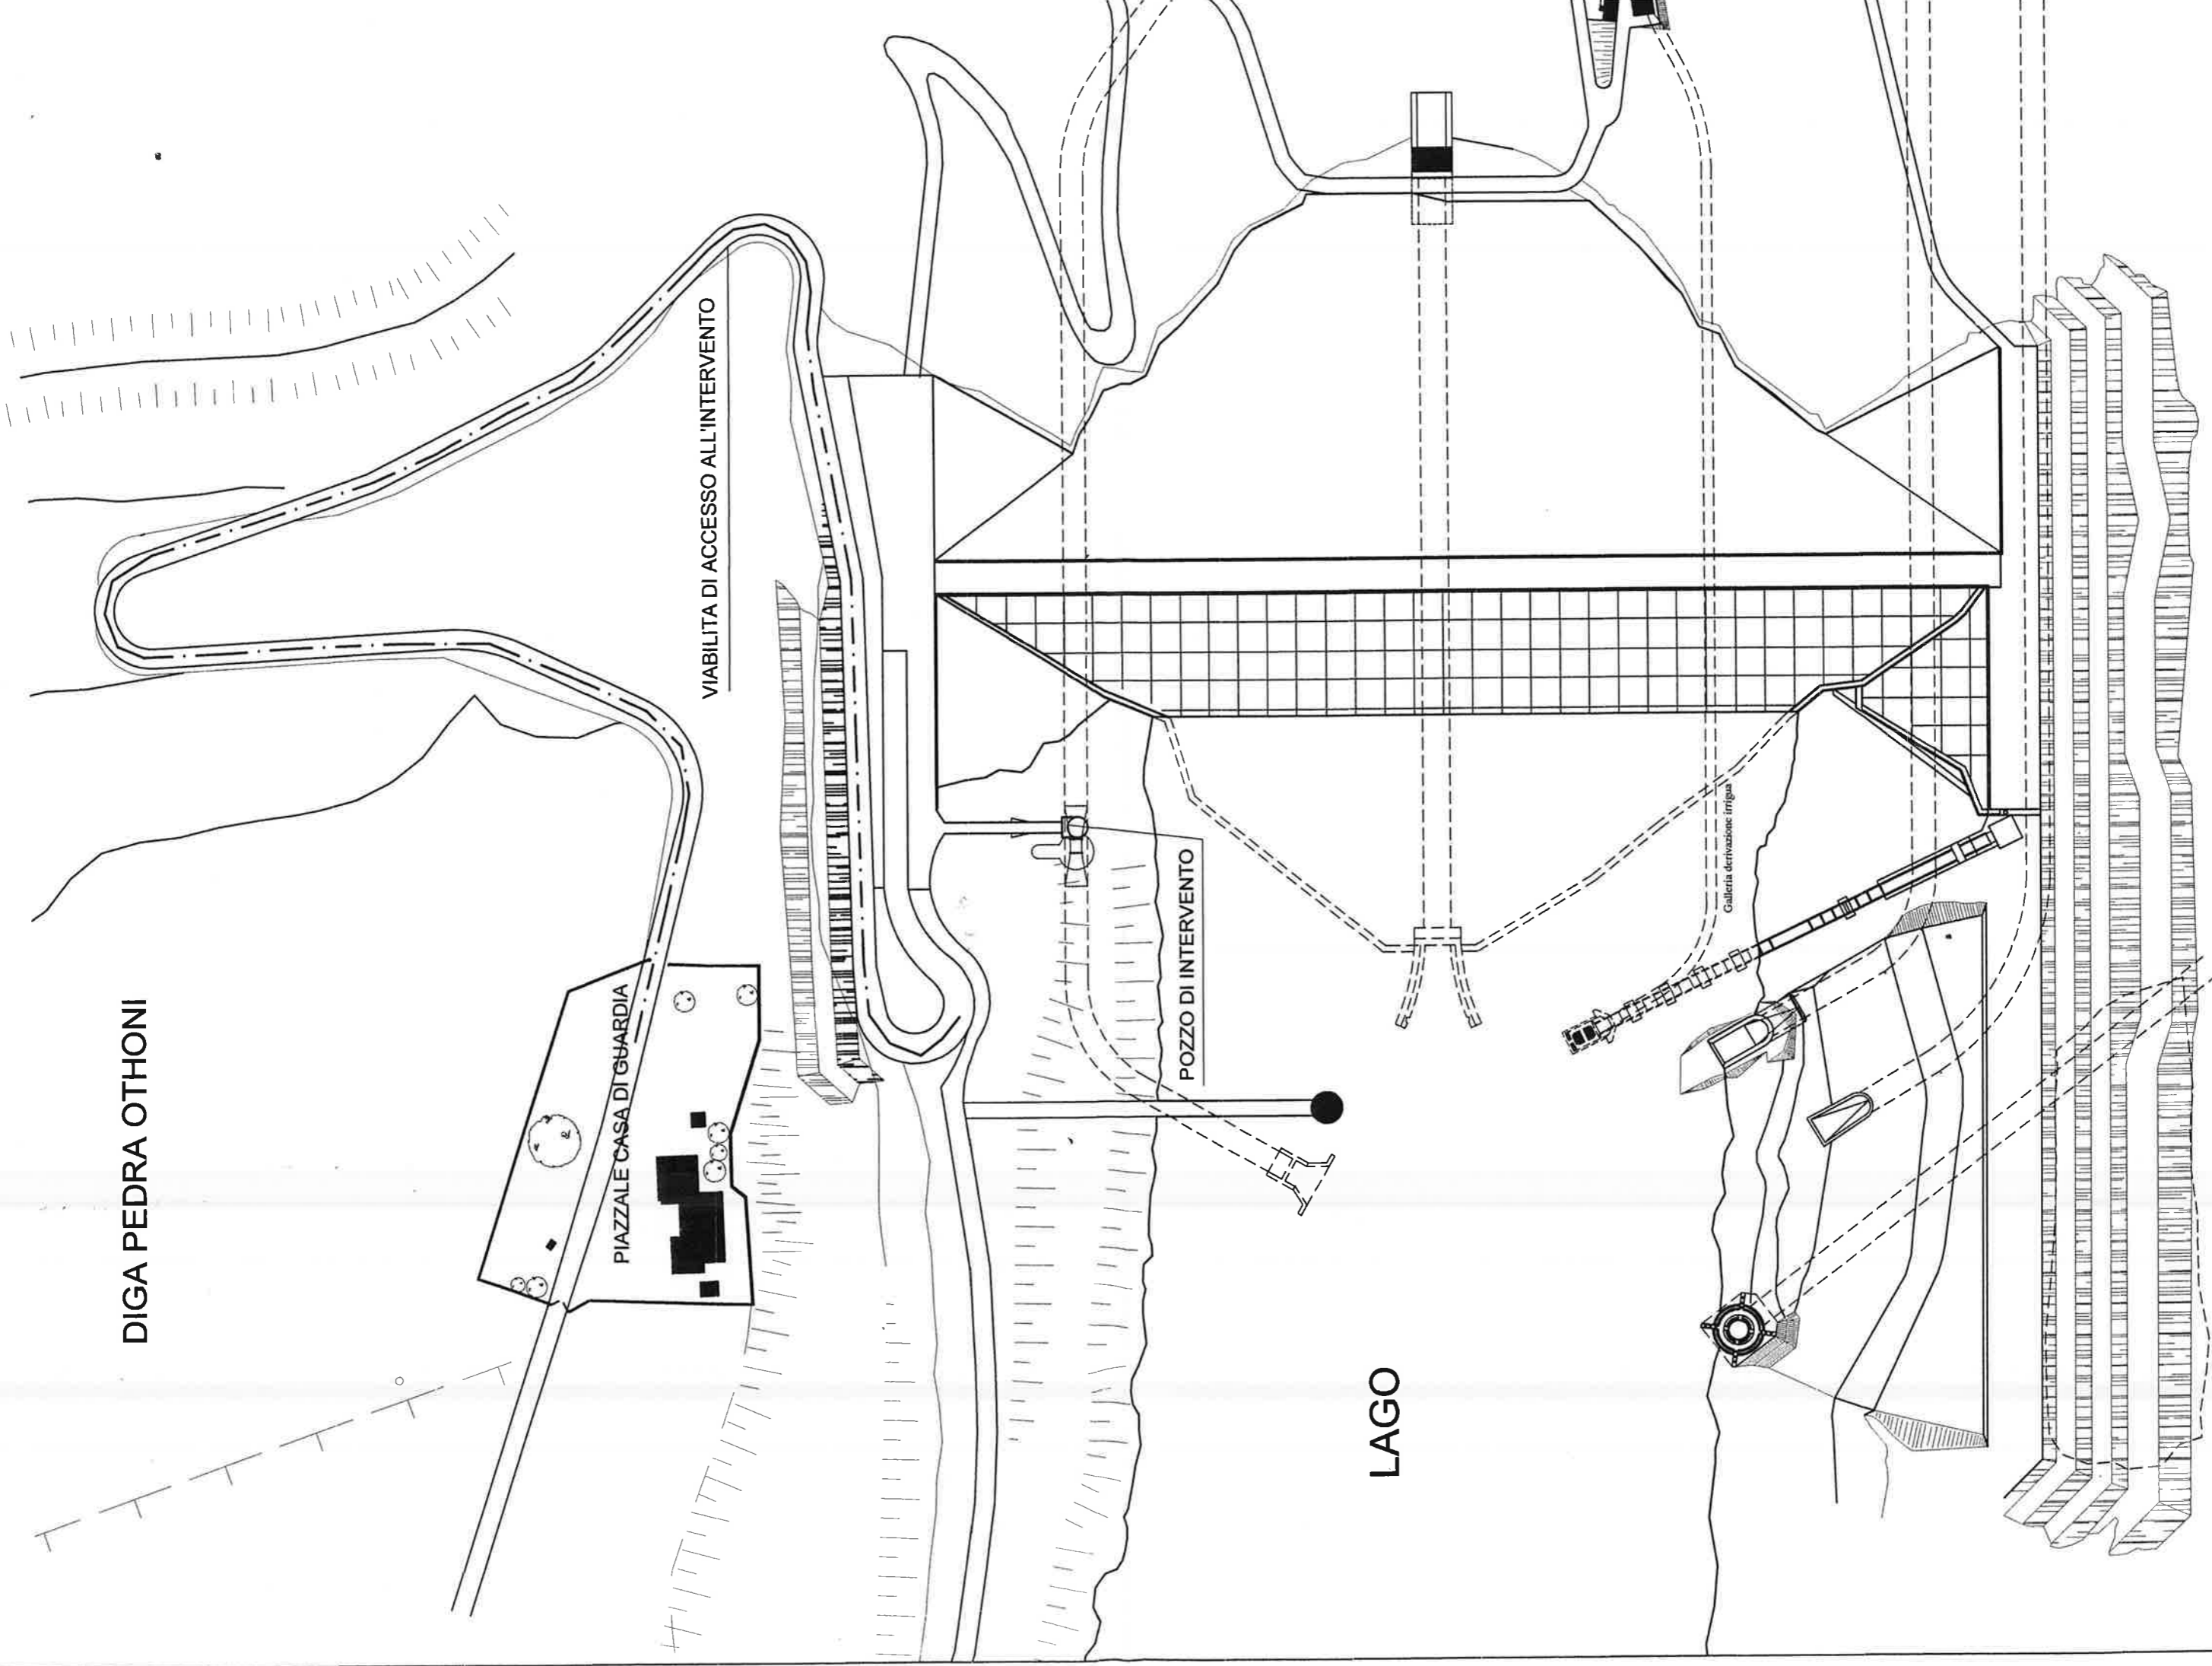 DIGA PEDRA OTHONI
PIAZZALE CASA DI GUARDIA
VIABILITA DI ACCESSO ALL'INTERVENTO
POZZO DI INTERVENTO
LAGO
Galleria derivazione irrigua